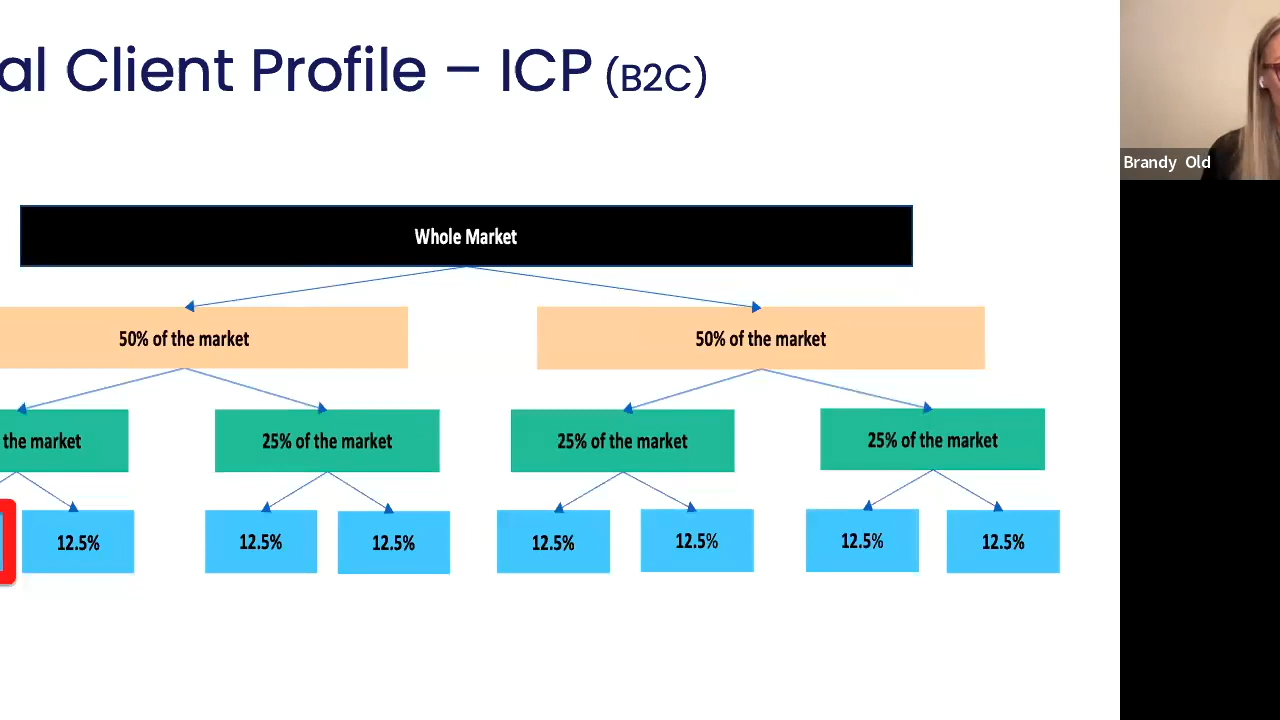 al Client Profile – ICP (B2C)
Brandy Old
Whole Market
50% of the market
50% of the market
the market
25% of the market
25% of the market
25% of the market
12.5%
12.5%
12.5%
12.5%
12.5%
12.5%
12.5%